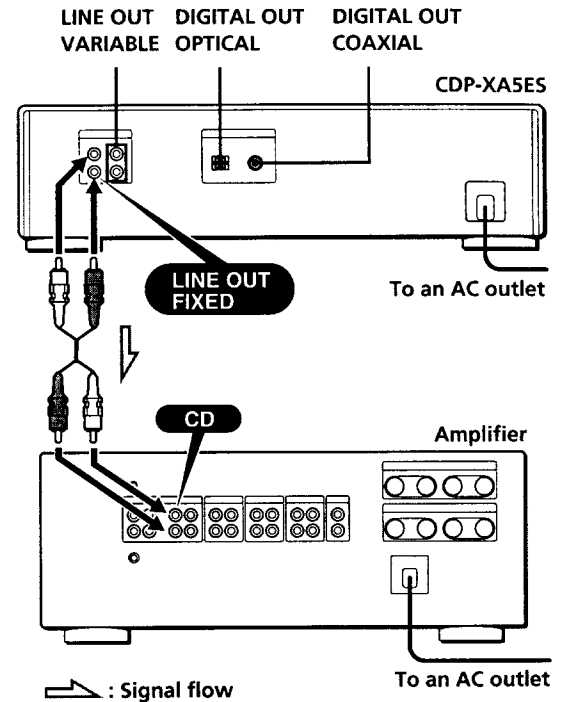 LINE OUT
VARIABLE
DIGITAL OUT
OPTICAL
DIGITAL OUT
COAXIAL
CDP-XA5ES
LINE OUT
FIXED
To an AC outlet
CD
Amplifier
To an AC outlet
: Signal flow